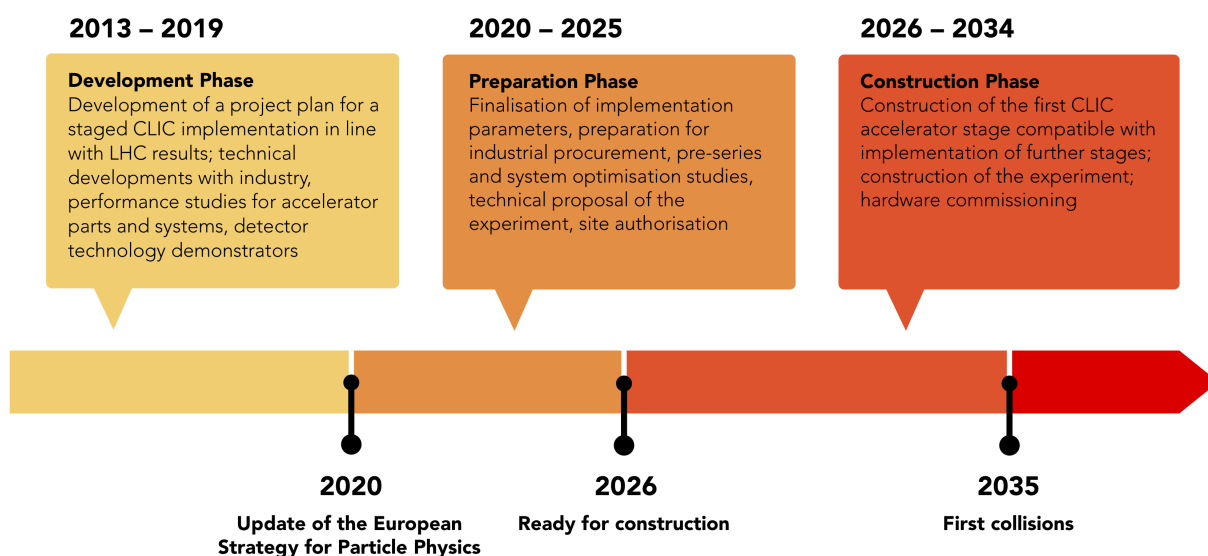 2013 – 2019
Development Phase
Development of a project plan for a
staged CLIC implementation in line
with LHC results; technical
developments with industry,
performance studies for accelerator
parts and systems, detector
technology demonstrators
2020 – 2025
Preparation Phase
Finalisation of implementation
parameters, preparation for
industrial procurement, pre-series
and system optimisation studies,
technical proposal of the
experiment, site authorisation
2026 – 2034
Construction Phase
Construction of the first CLIC
accelerator stage compatible with
implementation of further stages;
construction of the experiment;
hardware commissioning
2020
Update of the European
Strategy for Particle Physics
2026
Ready for construction
2035
First collisions